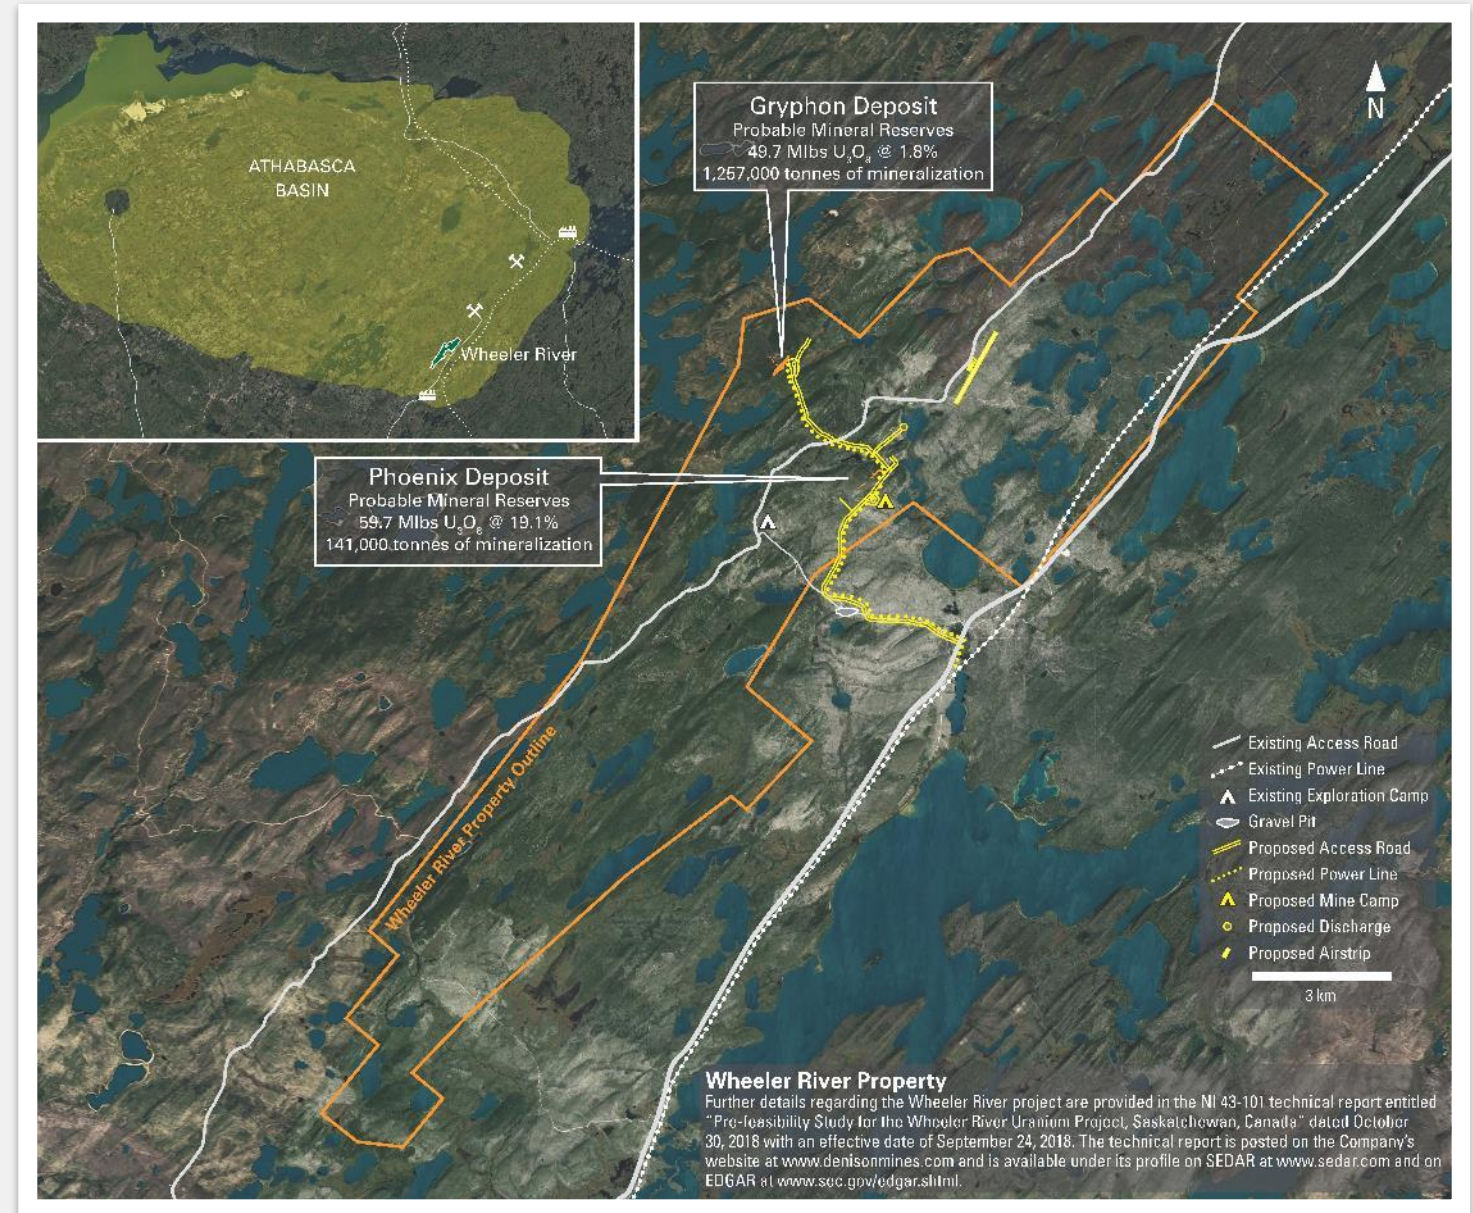 ATHABASCA
BASIN
Wheeler River
Gryphon Deposit
Probable Mineral Reserves
49.7 Mlbs U₃O₈ @ 1.8%
1,257,000 tonnes of mineralization
N
Phoenix Deposit
Probable Mineral Reserves
59.7 Mlbs U₃O₈ @ 19.1%
141,000 tonnes of mineralization
Wheeler River Property Outline
Existing Access Road
Existing Power Line
Existing Exploration Camp
Gravel Pit
Proposed Access Road
Proposed Power Line
Proposed Mine Camp
Proposed Discharge
Proposed Airstrip
3 km
Wheeler River Property
Further details regarding the Wheeler River project are provided in the NI 43-101 technical report entitled
"Pre-feasibility Study for the Wheeler River Uranium Project, Saskatchewan, Canada" dated October
30, 2018 with an effective date of September 24, 2018. The technical report is posted on the Company's
website at www.denisonmines.com and is available under its profile on SEDAR at www.sedar.com and on
EDGAR at www.sec.gov/edgar.shtml.